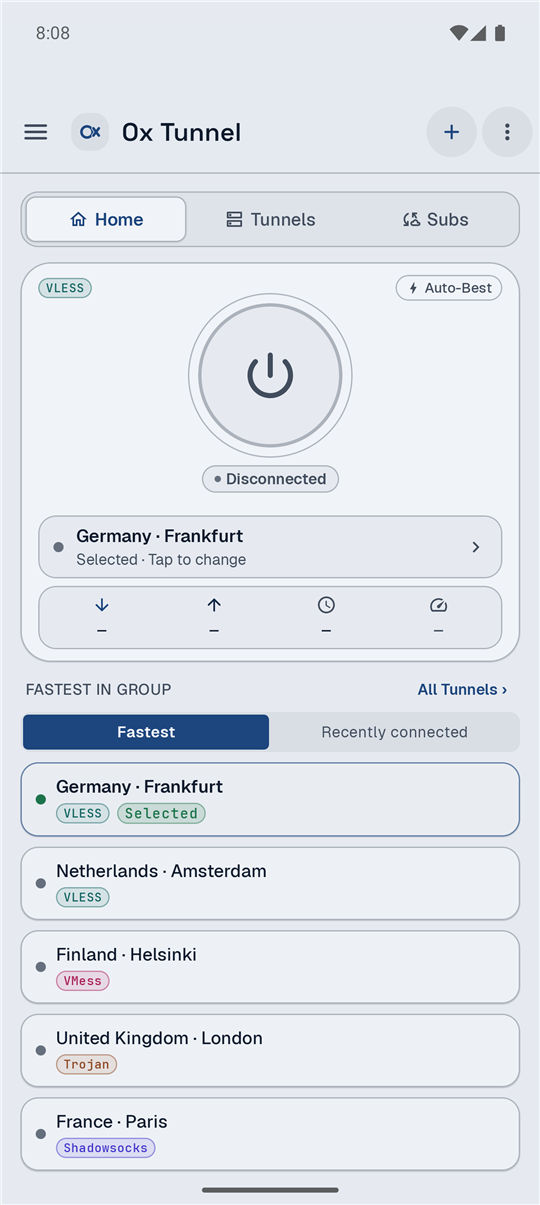 8:08
Ox Ox Tunnel
Home Tunnels Subs
VLESS Auto-Best
Disconnected
Germany · Frankfurt
Selected · Tap to change
– – – –
FASTEST IN GROUP All Tunnels ›
Fastest Recently connected
Germany · Frankfurt
VLESS Selected
Netherlands · Amsterdam
VLESS
Finland · Helsinki
VMess
United Kingdom · London
Trojan
France · Paris
Shadowsocks